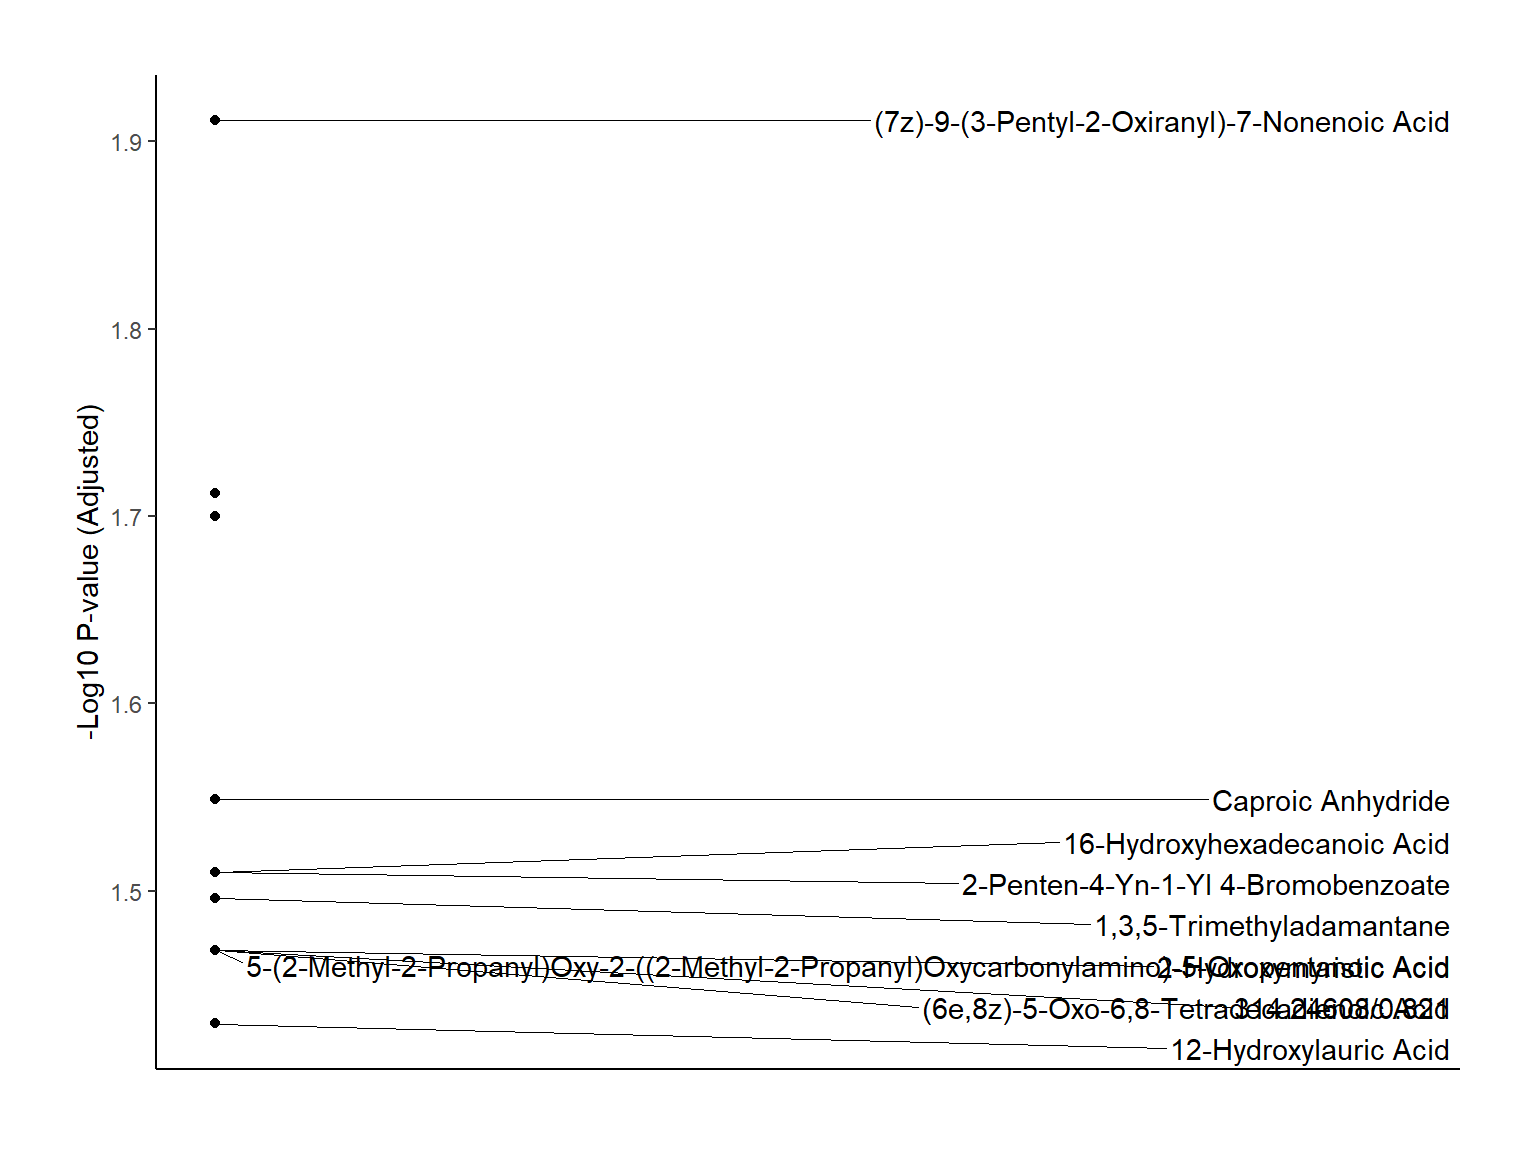 (7z)-9-(3-Pentyl-2-Oxiranyl)-7-Nonenoic Acid
1.9
1.8
1.7
1.6
1.5
-Log10 P-value (Adjusted)
Caproic Anhydride
16-Hydroxyhexadecanoic Acid
2-Penten-4-Yn-1-Yl 4-Bromobenzoate
1,3,5-Trimethyladamantane
5-(2-Methyl-2-Propanyl)Oxy-2-((2-Methyl-2-Propanyl)Oxycarbonylamino)-5-Oxopentanoic Acid
2-Hydroxymyristic Acid
(6e,8z)-5-Oxo-6,8-Tetradecadienoic Acid
314.24608/0.821
12-Hydroxylauric Acid